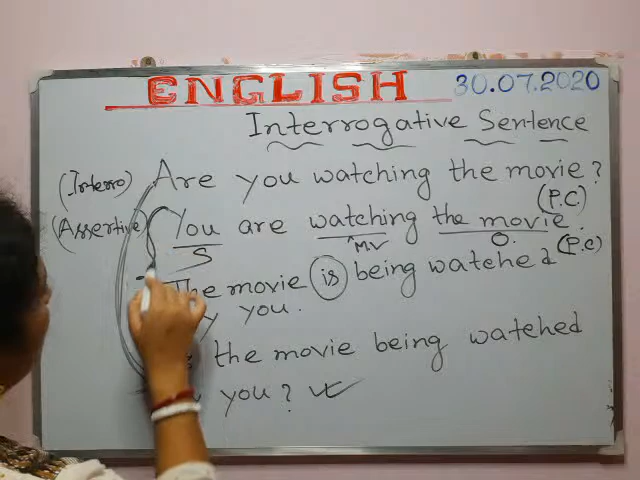 ENGLISH 30.07.2020
Interrogative Sentence
(Interro) Are you watching the movie?
(P.C)
(Assertive) You are watching the movie.
S MV O. (P.C)
The movie is being watched
you.
the movie being watched
you?